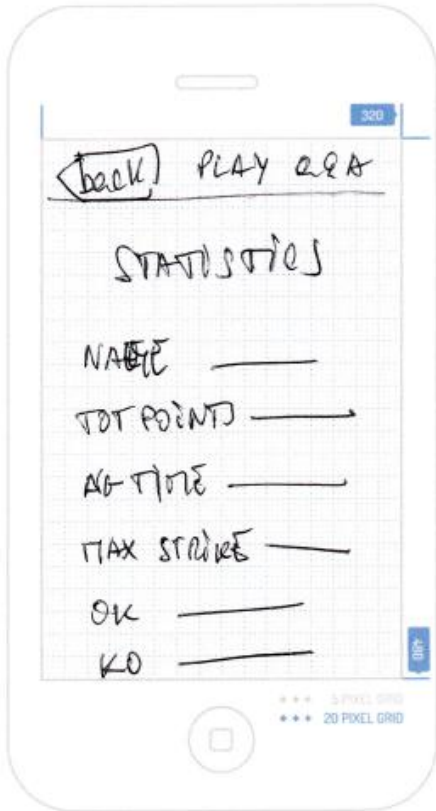 320
back PLAY Q&A
STATISTICS
NAME
TOT POINTS
AVG TIME
MAX STRIKE
OK
KO
480
5 PIXEL GRID
20 PIXEL GRID